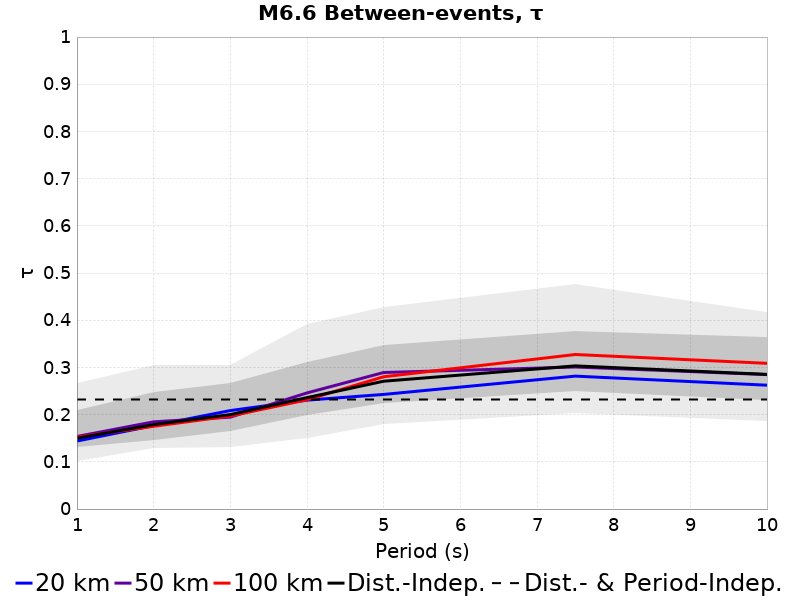 M6.6 Between-events, τ
1
0.9
0.8
0.7
0.6
0.5
0.4
0.3
0.2
0.1
0
τ
1 2 3 4 5 6 7 8 9 10
Period (s)
20 km 50 km 100 km Dist.-Indep. Dist.- & Period-Indep.